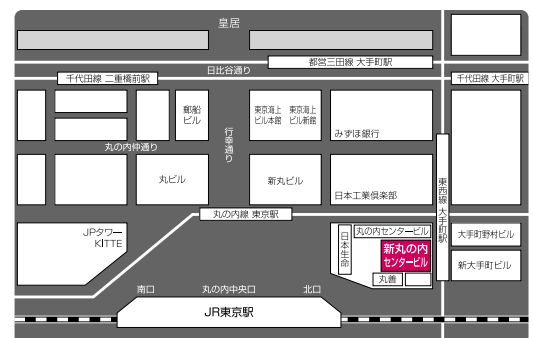 皇居
都営三田線 大手町駅
日比谷通り
千代田線 二重橋前駅
千代田線 大手町駅
郵船
ビル
行幸通り
東京海上
ビル本館
東京海上
ビル新館
みずほ銀行
丸の内仲通り
丸ビル
新丸ビル
日本工業倶楽部
東西線 大手町駅
丸の内線 東京駅
JPタワー
KITTE
日本生命
丸の内センタービル
新丸の内
センタービル
丸善
大手町野村ビル
新大手町ビル
南口
丸の内中央口
北口
JR東京駅